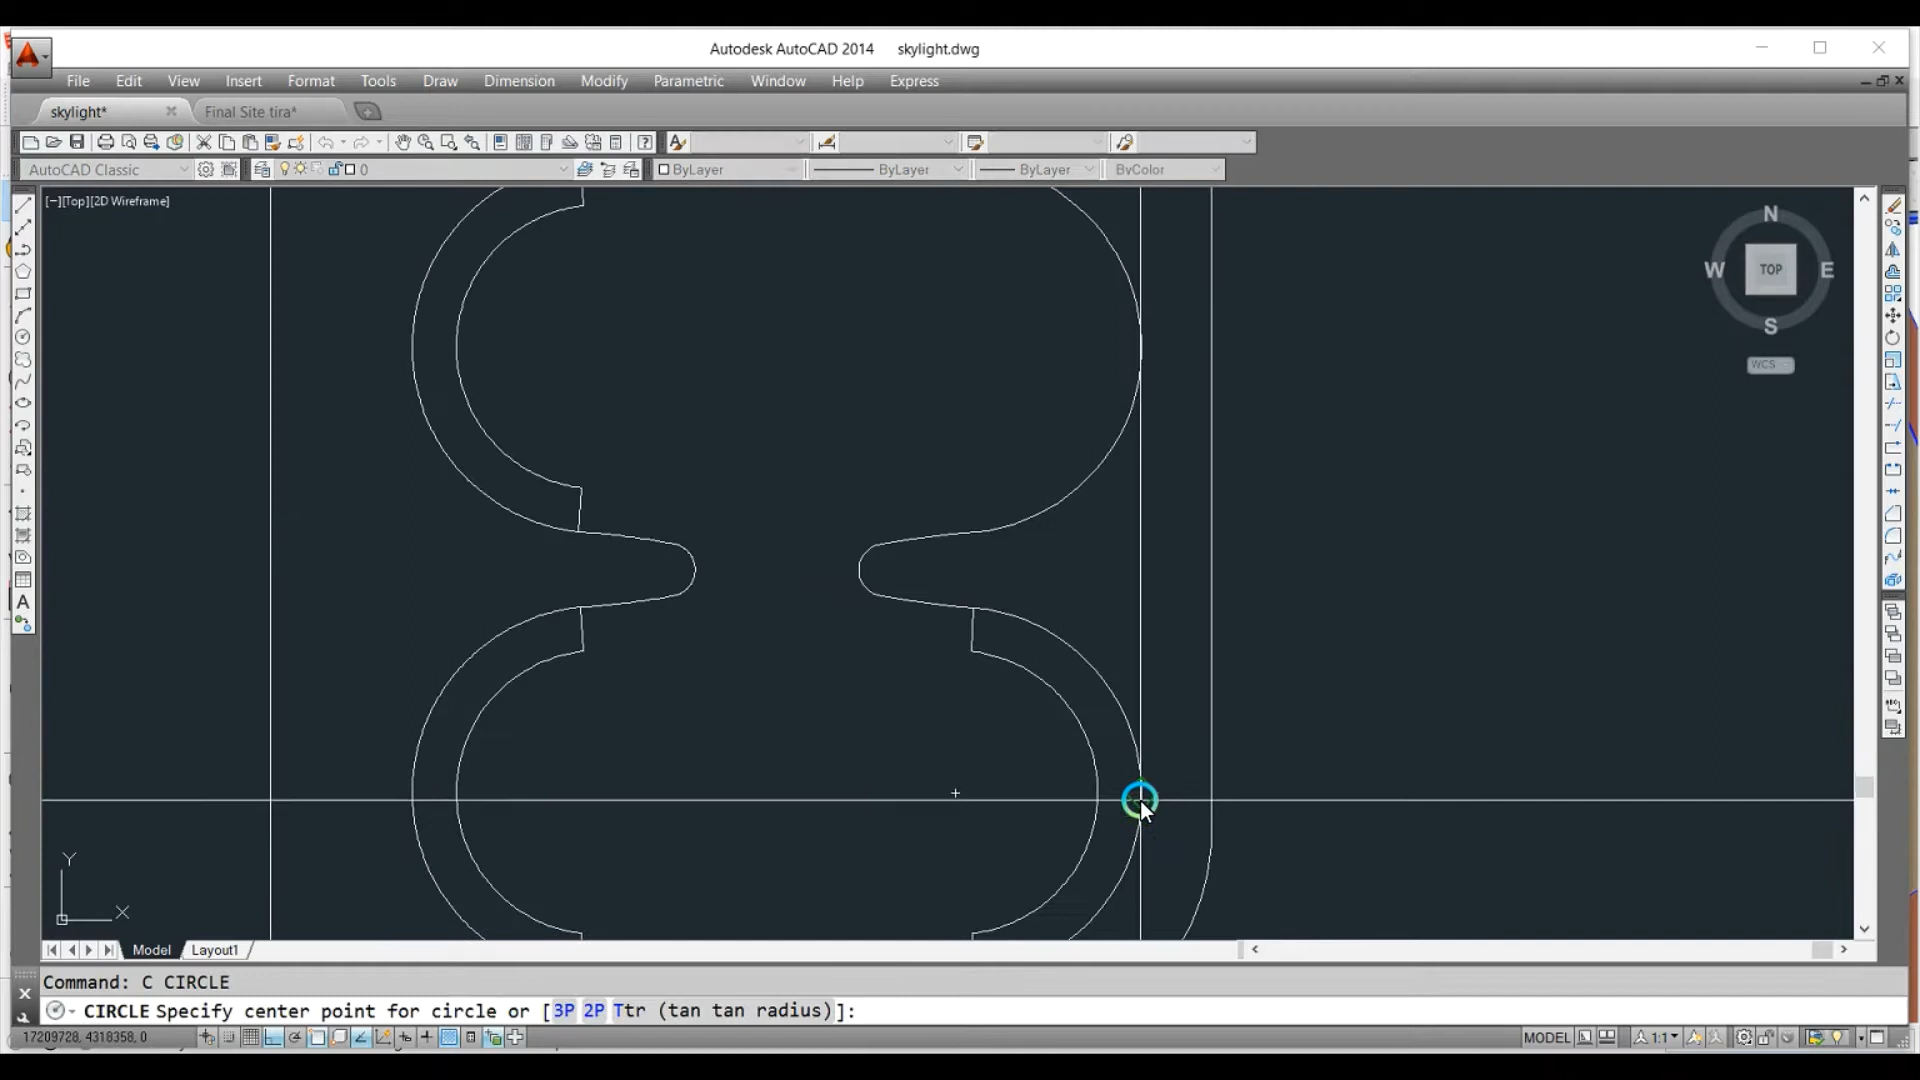 Autodesk AutoCAD 2014 skylight.dwg
File Edit View Insert Format Tools Draw Dimension Modify Parametric Window Help Express
skylight* Final Site tira*
AutoCAD Classic 0 ByLayer ByLayer ByLayer ByColor
[−][Top][2D Wireframe]
N
W TOP E
S
WCS
A
Y
X
Model Layout1
Command: C CIRCLE
CIRCLE Specify center point for circle or [3P 2P Ttr (tan tan radius)]:
17209728, 4318358, 0 MODEL 1:1